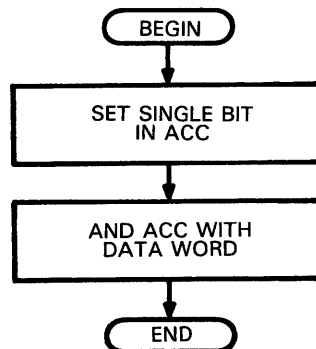 BEGIN
SET SINGLE BIT
IN ACC
AND ACC WITH
DATA WORD
END